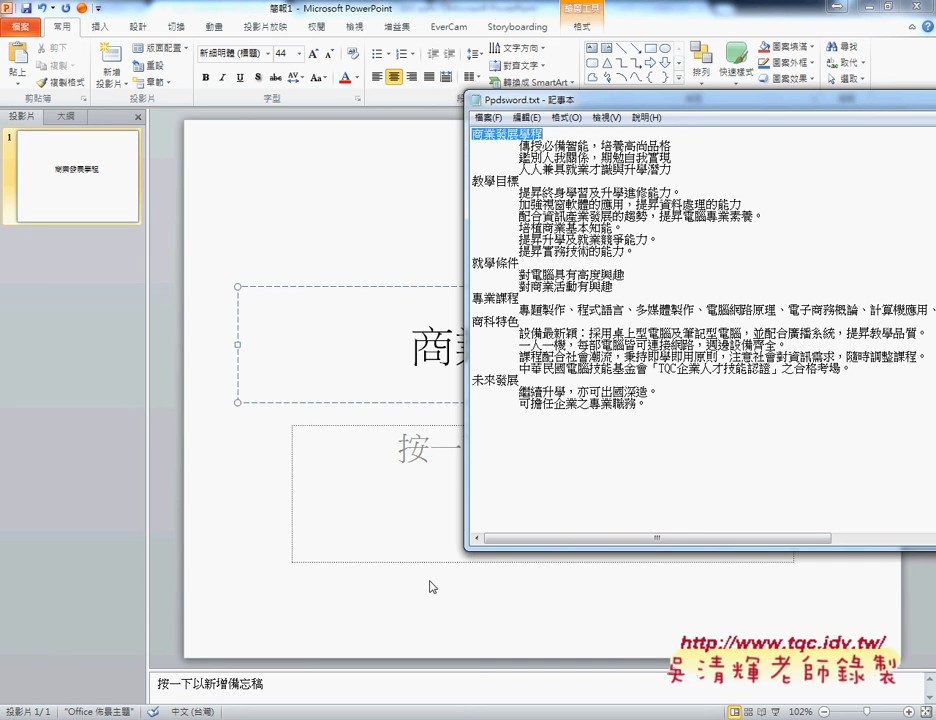 簡報1 - Microsoft PowerPoint
繪圖工具
檔案 常用 插入 設計 切換 動畫 投影片放映 校閱 檢視 增益集 EverCam Storyboarding 格式
貼上 剪下 複製 複製格式 剪貼簿
新增投影片 版面配置 重設 章節 投影片
新細明體 (標題) 44
B I U S abc AV Aa A
字型
文字方向 對齊文字 轉換成 SmartArt
排列 快速樣式 圖案填滿 圖案外框 圖案效果
尋找 取代 選取
投影片 大綱
1
商業發展學程
商
按一
Ppdsword.txt - 記事本
檔案(F) 編輯(E) 格式(O) 檢視(V) 說明(H)
商業發展學程
傳授必備智能，培養高尚品格
鑑別人我關係，期勉自我實現
人人兼具就業才識與升學潛力
教學目標
提昇終身學習及升學進修能力。
加強視窗軟體的應用，提昇資料處理的能力
配合資訊產業發展的趨勢，提昇電腦專業素養。
培植商業基本知能。
提昇升學及就業競爭能力。
提昇實務技術的能力。
就學條件
對電腦具有高度興趣
對商業活動有興趣
專業課程
專題製作、程式語言、多媒體製作、電腦網路原理、電子商務概論、計算機應用、
商科特色
設備最新穎：採用桌上型電腦及筆記型電腦，並配合廣播系統，提昇教學品質。
一人一機，每部電腦皆可連接網路，週邊設備齊全。
課程配合社會潮流，秉持即學即用原則，注意社會對資訊需求，隨時調整課程。
中華民國電腦技能基金會「TQC企業人才技能認證」之合格考場。
未來發展
繼續升學，亦可出國深造。
可擔任企業之專業職務。
http://www.tqc.idv.tw/
吳清輝老師錄製
按一下以新增備忘稿
投影片 1/1 "Office 佈景主題" 中文 (台灣) 102%